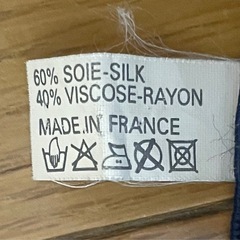 60% SOIE-SILK
40% VISCOSE-RAYON
MADE.IN FRANCE